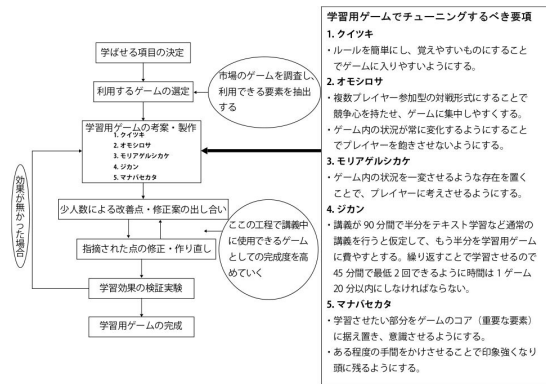 学ばせる項目の決定
利用するゲームの選定
市場のゲームを調査し、
利用できる要素を抽出
する
学習用ゲームの考案・製作
1. クイツキ
2. オモシロサ
3. モリアゲルシカケ
4. ジカン
5. マナバセカタ
効果が無かった場合
少人数による改善点・修正案の出し合い
指摘された点の修正・作り直し
ここの工程で講義中
に使用できるゲーム
としての完成度を高
めていく
学習効果の検証実験
学習用ゲームの完成
学習用ゲームでチューニングするべき要項
1. クイツキ
・ルールを簡単にし、覚えやすいものにすること
でゲームに入りやすいようにする。
2. オモシロサ
・複数プレイヤー参加型の対戦形式にすることで
競争心を持たせ、ゲームに集中しやすくする。
・ゲーム内の状況が常に変化するようにすること
でプレイヤーを飽きさせないようにする。
3. モリアゲルシカケ
・ゲーム内の状況を一変させるような存在を置く
ことで、プレイヤーに考えさせるようにする。
4. ジカン
・講義が 90 分間で半分をテキスト学習など通常の
講義を行うと仮定して、もう半分を学習用ゲーム
に費やすとする。繰り返すことで学習させるので
45 分間で最低 2 回できるように時間は 1 ゲーム
20 分以内にしなければならない。
5. マナバセカタ
・学習させたい部分をゲームのコア（重要な要素）
に据え置き、意識させるようにする。
・ある程度の手間をかけさせることで印象強くなり
頭に残るようにする。